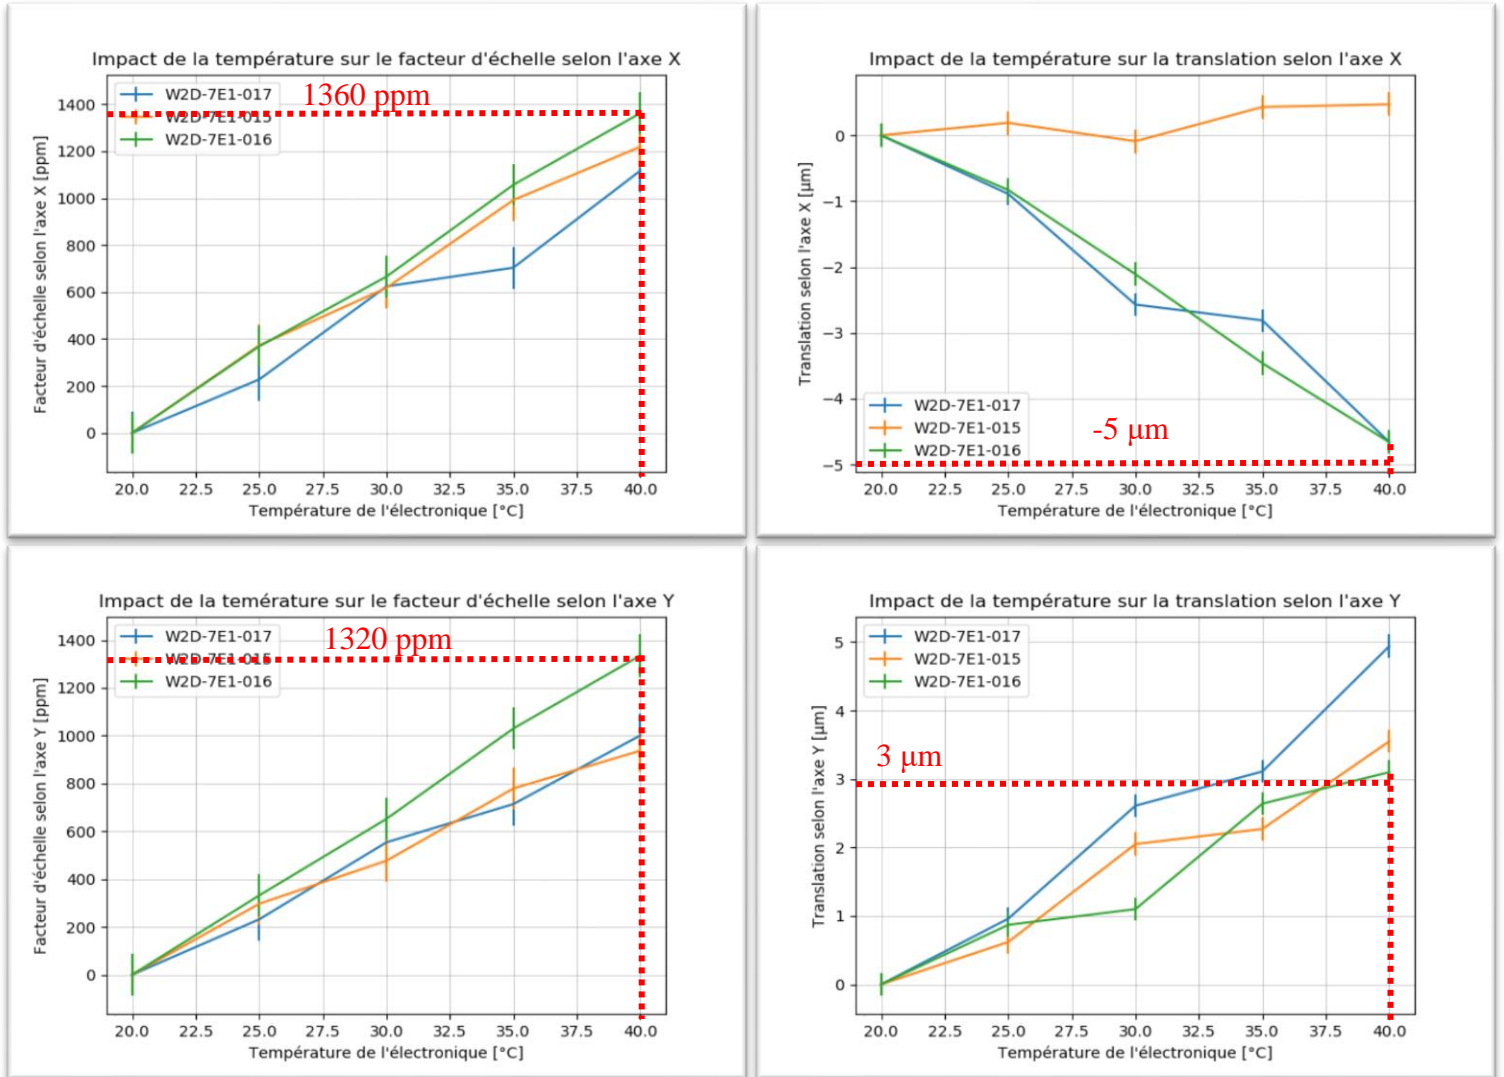 Impact de la température sur le facteur d'échelle selon l'axe X
W2D-7E1-017
W2D-7E1-015
W2D-7E1-016
1360 ppm
Facteur d'échelle selon l'axe X [ppm]
1400
1200
1000
800
600
400
200
0
20.0 22.5 25.0 27.5 30.0 32.5 35.0 37.5 40.0
Température de l'électronique [°C]
Impact de la température sur la translation selon l'axe X
Translation selon l'axe X [µm]
0
−1
−2
−3
−4
−5
W2D-7E1-017
W2D-7E1-015
W2D-7E1-016
-5 µm
20.0 22.5 25.0 27.5 30.0 32.5 35.0 37.5 40.0
Température de l'électronique [°C]
Impact de la temérature sur le facteur d'échelle selon l'axe Y
W2D-7E1-017
W2D-7E1-015
W2D-7E1-016
1320 ppm
Facteur d'échelle selon l'axe Y [ppm]
1400
1200
1000
800
600
400
200
0
20.0 22.5 25.0 27.5 30.0 32.5 35.0 37.5 40.0
Température de l'électronique [°C]
Impact de la température sur la translation selon l'axe Y
W2D-7E1-017
W2D-7E1-015
W2D-7E1-016
3 µm
Translation selon l'axe Y [µm]
5
4
3
2
1
0
20.0 22.5 25.0 27.5 30.0 32.5 35.0 37.5 40.0
Température de l'électronique [°C]